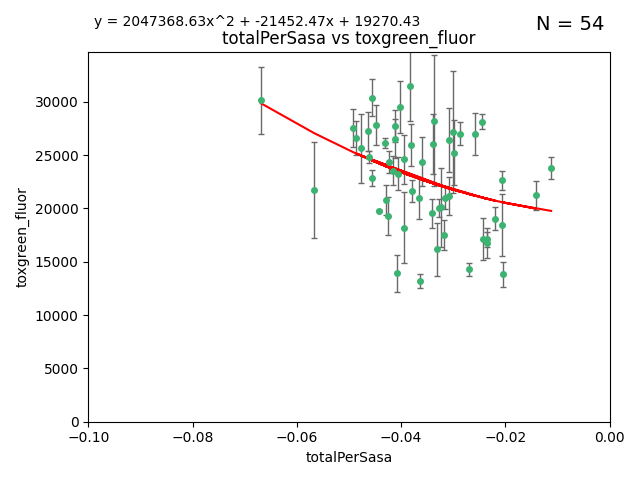 y = 2047368.63x^2 + -21452.47x + 19270.43
N = 54
totalPerSasa vs toxgreen_fluor
30000
25000
20000
15000
10000
5000
0
toxgreen_fluor
−0.10 −0.08 −0.06 −0.04 −0.02 0.00
totalPerSasa